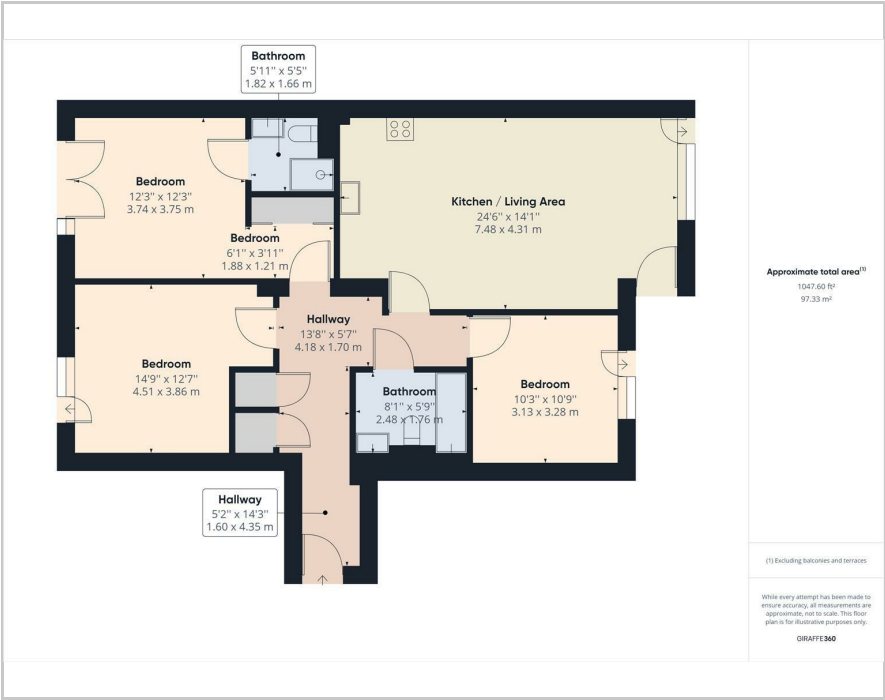 Bathroom
5'11" x 5'5"
1.82 x 1.66 m
Bedroom
12'3" x 12'3"
3.74 x 3.75 m
Kitchen / Living Area
24'6" x 14'1"
7.48 x 4.31 m
Bedroom
6'1" x 3'11"
1.88 x 1.21 m
Hallway
13'8" x 5'7"
4.18 x 1.70 m
Bedroom
14'9" x 12'7"
4.51 x 3.86 m
Bathroom
8'1" x 5'9"
2.48 x 1.76 m
Bedroom
10'3" x 10'9"
3.13 x 3.28 m
Hallway
5'2" x 14'3"
1.60 x 4.35 m
Approximate total area(1)
1047.60 ft²
97.33 m²
(1) Excluding balconies and terraces
While every attempt has been made to
ensure accuracy, all measurements are
approximate, not to scale. This floor
plan is for illustrative purposes only.
GIRAFFE360